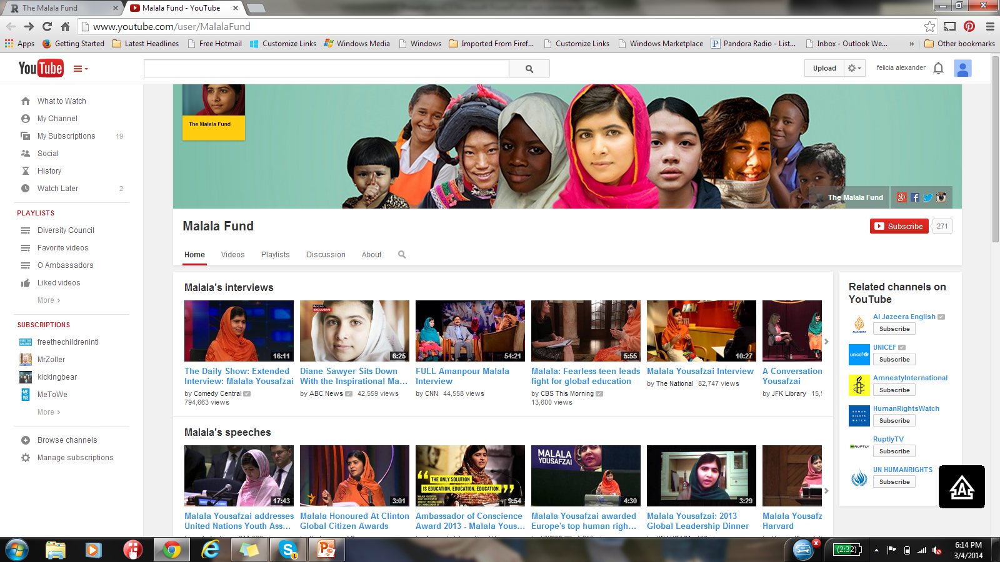 The Malala Fund
Malala Fund - YouTube
www.youtube.com/user/MalalaFund
Apps Getting Started Latest Headlines Free Hotmail Customize Links Windows Media Windows Imported From Firef... Customize Links Windows Marketplace Pandora Radio - List... Inbox - Outlook We... » Other bookmarks
YouTube
Upload
felicia alexander
What to Watch
My Channel
My Subscriptions 19
Social
History
Watch Later 2
PLAYLISTS
Diversity Council
Favorite videos
O Ambassadors
Liked videos
More ›
SUBSCRIPTIONS
freethechildrenintl
MrZoller
kickingbear
MeToWe
More ›
Browse channels
Manage subscriptions
The Malala Fund
The Malala Fund
Malala Fund
Subscribe 271
Home Videos Playlists Discussion About
Malala's interviews
16:11
The Daily Show: Extended
Interview: Malala Yousafzai
by Comedy Central
794,663 views
EXCLUSIVE
6:25
Diane Sawyer Sits Down
With the Inspirational Ma...
by ABC News 42,559 views
54:21
FULL Amanpour Malala
Interview
by CNN 44,558 views
5:55
Malala: Fearless teen leads
fight for global education
by CBS This Morning
13,600 views
10:27
Malala Yousafzai Interview
by The National 82,747 views
A Conversation
Yousafzai
by JFK Library 15,5
Malala's speeches
17:43
Malala Yousafzai addresses
United Nations Youth Ass...
3:01
Malala Honoured At Clinton
Global Citizen Awards
THE ONLY SOLUTION
IS EDUCATION, EDUCATION, EDUCATION.
9:54
Ambassador of Conscience
Award 2013 - Malala Yous...
MALALA
YOUSAFZAI
4:30
Malala Yousafzai awarded
Europe's top human righ...
3:29
Malala Yousafzai: 2013
Global Leadership Dinner
Malala Yousafz
Harvard
Related channels on
YouTube
Al Jazeera English
Subscribe
unicef
UNICEF
Subscribe
AmnestyInternational
Subscribe
HUMAN
RIGHTS
WATCH
HumanRightsWatch
Subscribe
RUPTLY
RuptlyTV
Subscribe
UN HUMANRIGHTS
Subscribe
(2:32)
6:14 PM
3/4/2014